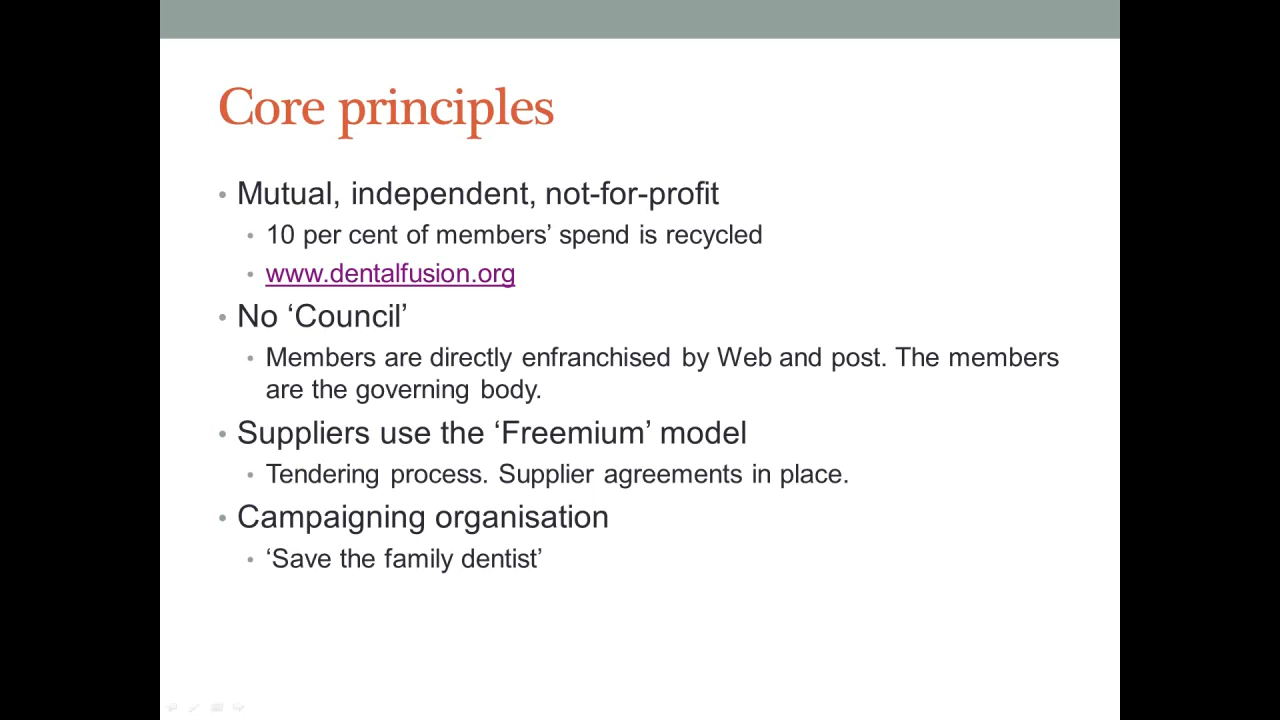 Core principles
• Mutual, independent, not-for-profit
• 10 per cent of members’ spend is recycled
• www.dentalfusion.org
• No ‘Council’
• Members are directly enfranchised by Web and post. The members
are the governing body.
• Suppliers use the ‘Freemium’ model
• Tendering process. Supplier agreements in place.
• Campaigning organisation
• ‘Save the family dentist’